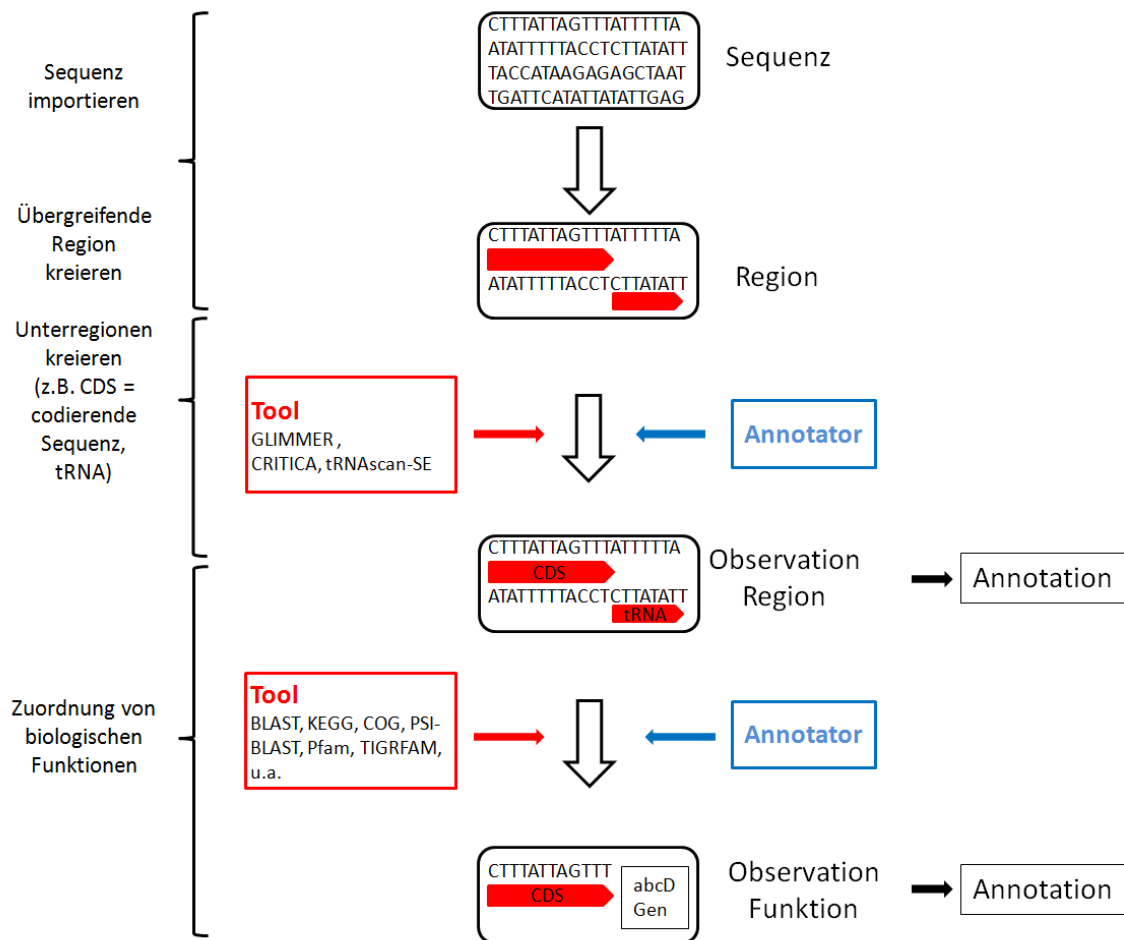 CTTTATTAGTTTATTTTTA
ATATTTTTACCTCTTATATT
TACCATAAGAGAGCTAAT
TGATTCATATTATATTGAG
Sequenz
Sequenz
importieren
Übergreifende
Region
kreieren
CTTTATTAGTTTATTTTTA
ATATTTTTACCTCTTATATT
Region
Unterregionen
kreieren
(z.B. CDS =
codierende
Sequenz,
tRNA)
Tool
GLIMMER ,
CRITICA, tRNAscan-SE
Annotator
CTTTATTAGTTTATTTTTA
CDS
ATATTTTTACCTCTTATATT
tRNA
Observation
Region
Annotation
Zuordnung von
biologischen
Funktionen
Tool
BLAST, KEGG, COG, PSI-
BLAST, Pfam, TIGRFAM,
u.a.
Annotator
CTTTATTAGTTT
CDS
abcD
Gen
Observation
Funktion
Annotation